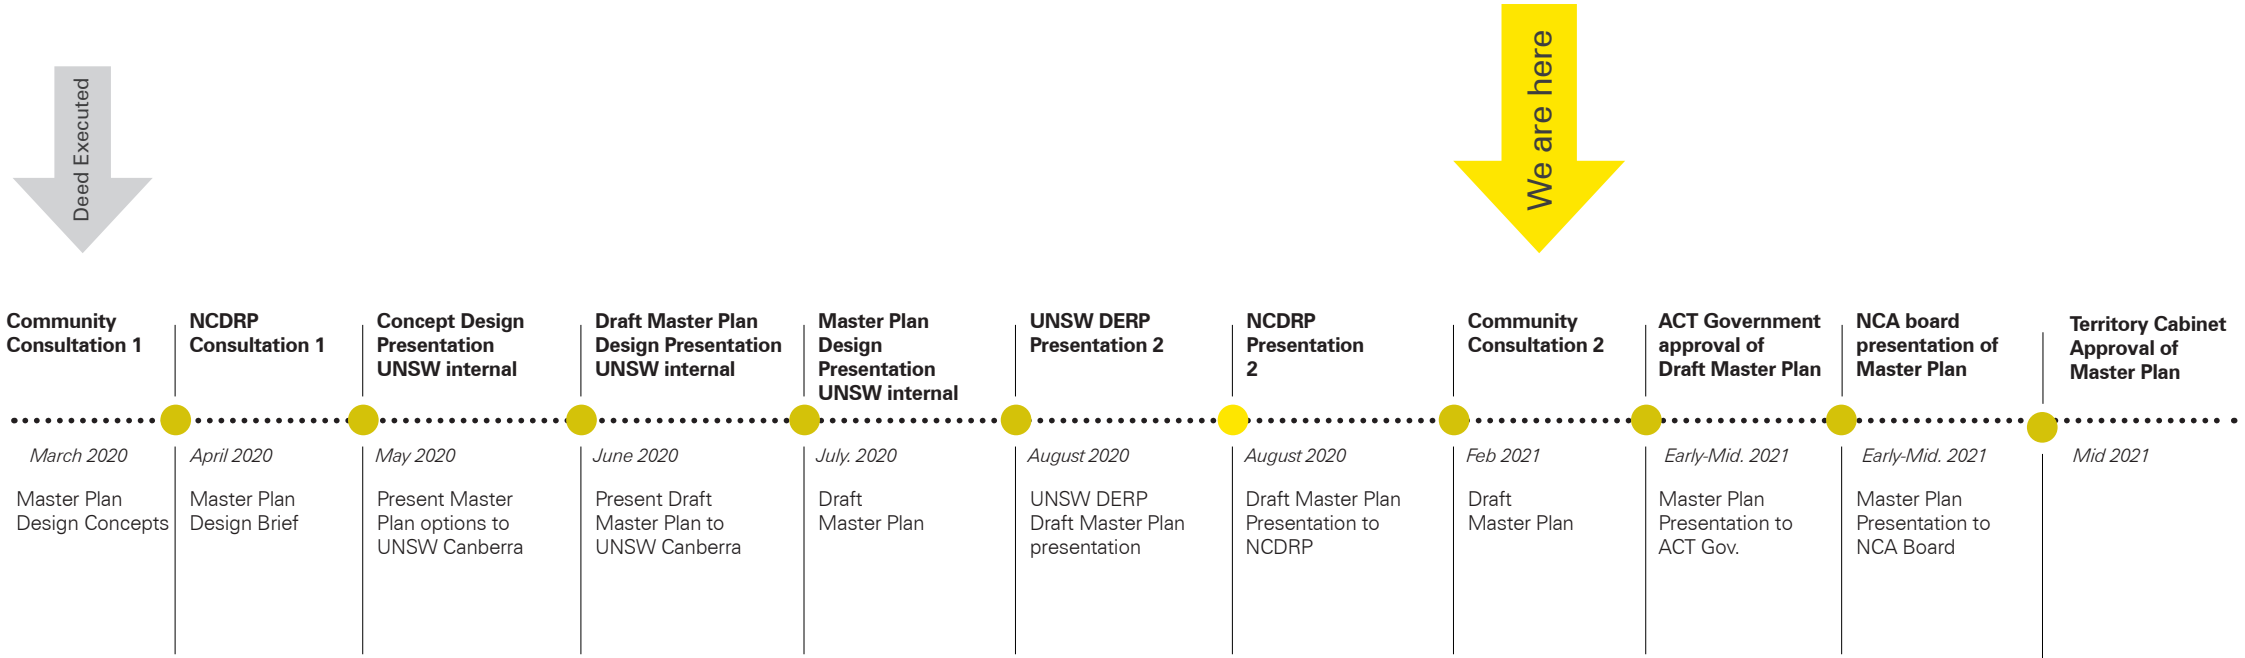 Deed Executed
We are here
Community
Consultation 1
March 2020
Master Plan
Design Concepts
NCDRP
Consultation 1
April 2020
Master Plan
Design Brief
Concept Design
Presentation
UNSW internal
May 2020
Present Master
Plan options to
UNSW Canberra
Draft Master Plan
Design Presentation
UNSW internal
June 2020
Present Draft
Master Plan to
UNSW Canberra
Master Plan
Design
Presentation
UNSW internal
July. 2020
Draft
Master Plan
UNSW DERP
Presentation 2
August 2020
UNSW DERP
Draft Master Plan
presentation
NCDRP
Presentation
2
August 2020
Draft Master Plan
Presentation to
NCDRP
Community
Consultation 2
Feb 2021
Draft
Master Plan
ACT Government
approval of
Draft Master Plan
Early-Mid. 2021
Master Plan
Presentation to
ACT Gov.
NCA board
presentation of
Master Plan
Early-Mid. 2021
Master Plan
Presentation to
NCA Board
Territory Cabinet
Approval of
Master Plan
Mid 2021